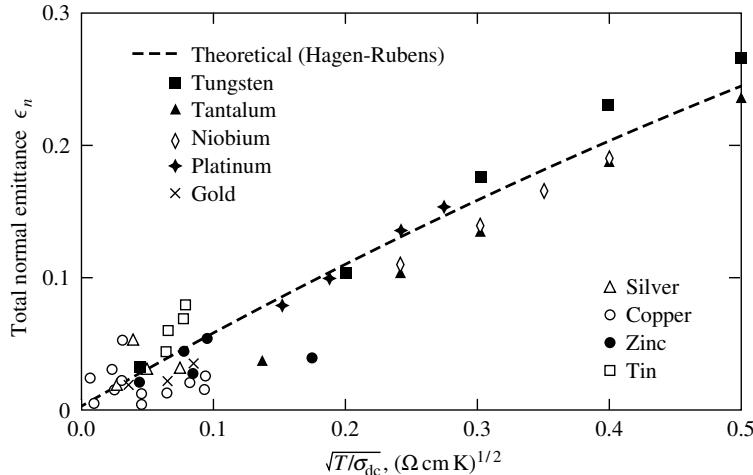 0.3
Theoretical (Hagen-Rubens)
Tungsten
Tantalum
Niobium
Platinum
Gold
0.2
Total normal emittance ϵₙ
0.1
Silver
Copper
Zinc
Tin
0
0.0 0.1 0.2 0.3 0.4 0.5
√T/σdc, (Ω cm K)^1/2